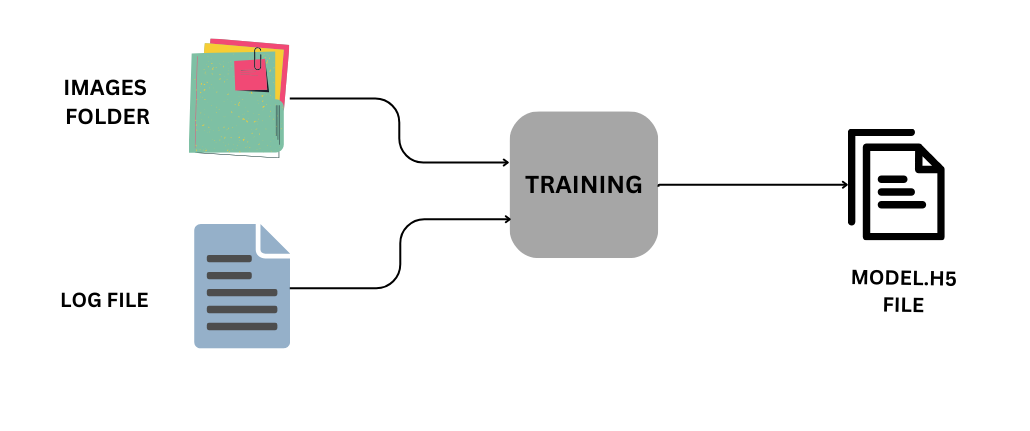 IMAGES
FOLDER
TRAINING
LOG FILE
MODEL.H5
FILE